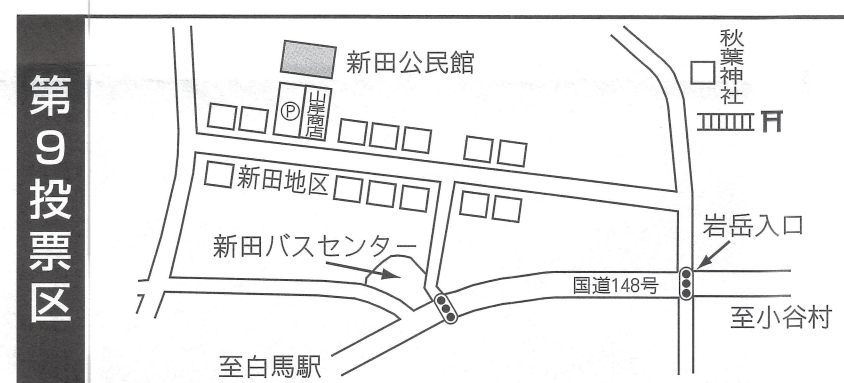 第9投票区
新田公民館
秋葉神社
Ⓟ
山岸商店
新田地区
新田バスセンター
岩岳入口
国道148号
至小谷村
至白馬駅